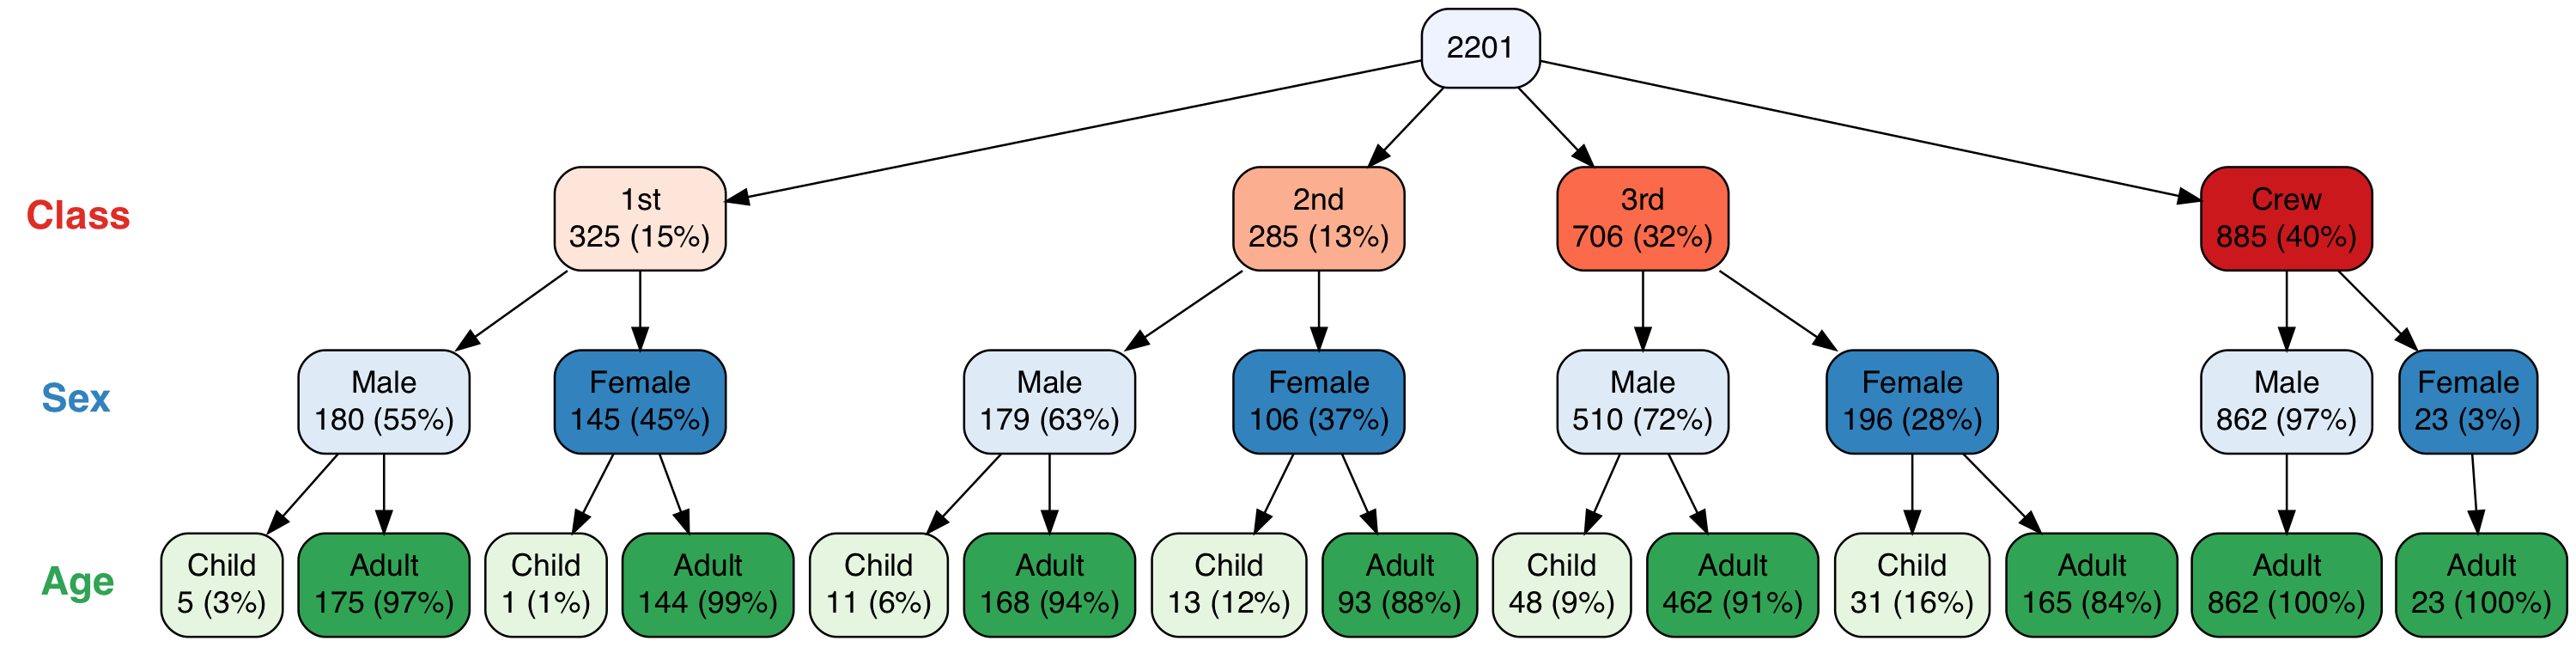 2201
Class
1st
325 (15%)
2nd
285 (13%)
3rd
706 (32%)
Crew
885 (40%)
Sex
Male
180 (55%)
Female
145 (45%)
Male
179 (63%)
Female
106 (37%)
Male
510 (72%)
Female
196 (28%)
Male
862 (97%)
Female
23 (3%)
Age
Child
5 (3%)
Adult
175 (97%)
Child
1 (1%)
Adult
144 (99%)
Child
11 (6%)
Adult
168 (94%)
Child
13 (12%)
Adult
93 (88%)
Child
48 (9%)
Adult
462 (91%)
Child
31 (16%)
Adult
165 (84%)
Adult
862 (100%)
Adult
23 (100%)